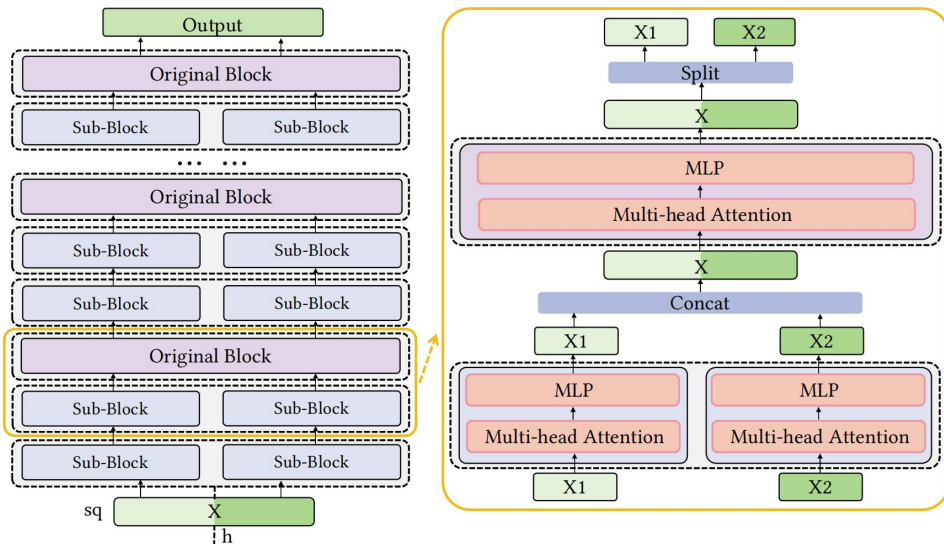 Output
Original Block
Sub-Block Sub-Block
... ...
Original Block
Sub-Block Sub-Block
Sub-Block Sub-Block
Original Block
Sub-Block Sub-Block
Sub-Block Sub-Block
sq X
h
X1 X2
Split
X
MLP
Multi-head Attention
X
Concat
X1 X2
MLP MLP
Multi-head Attention Multi-head Attention
X1 X2